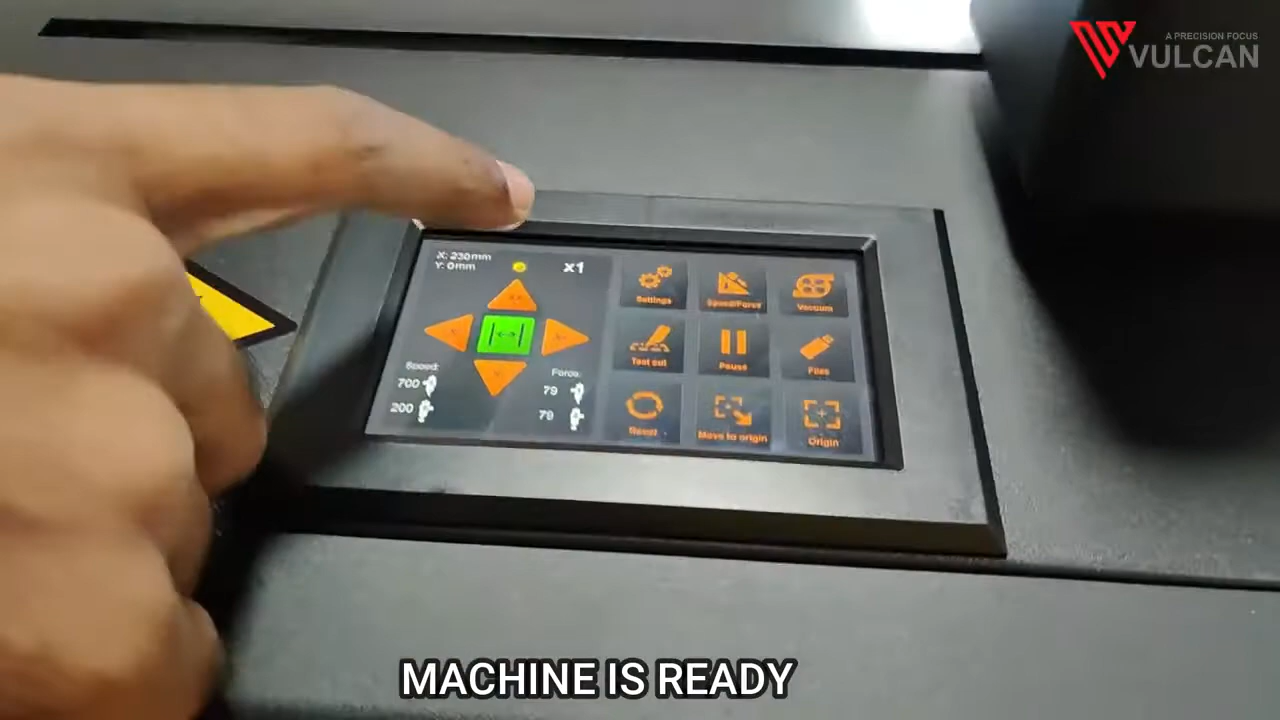 A PRECISION FOCUS
VULCAN
X: 230mm
Y: 0mm
x1
Speed:
700
200
Force:
79
79
Settings
Speed/Force
Vacuum
Test cut
Pause
Files
Reset
Move to origin
Origin
MACHINE IS READY